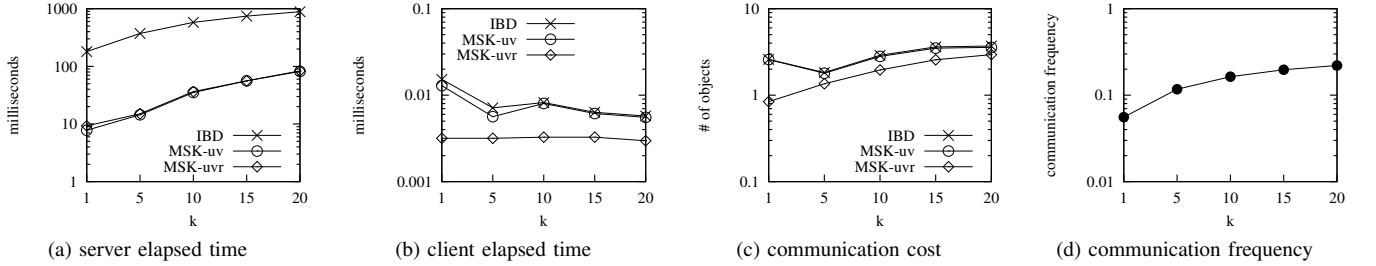 1000
100
10
1
milliseconds
IBD
MSK-uv
MSK-uvr
1 5 10 15 20
k
(a) server elapsed time
0.1
0.01
0.001
milliseconds
IBD
MSK-uv
MSK-uvr
1 5 10 15 20
k
(b) client elapsed time
10
1
0.1
# of objects
IBD
MSK-uv
MSK-uvr
1 5 10 15 20
k
(c) communication cost
1
0.1
0.01
communication frequency
1 5 10 15 20
k
(d) communication frequency